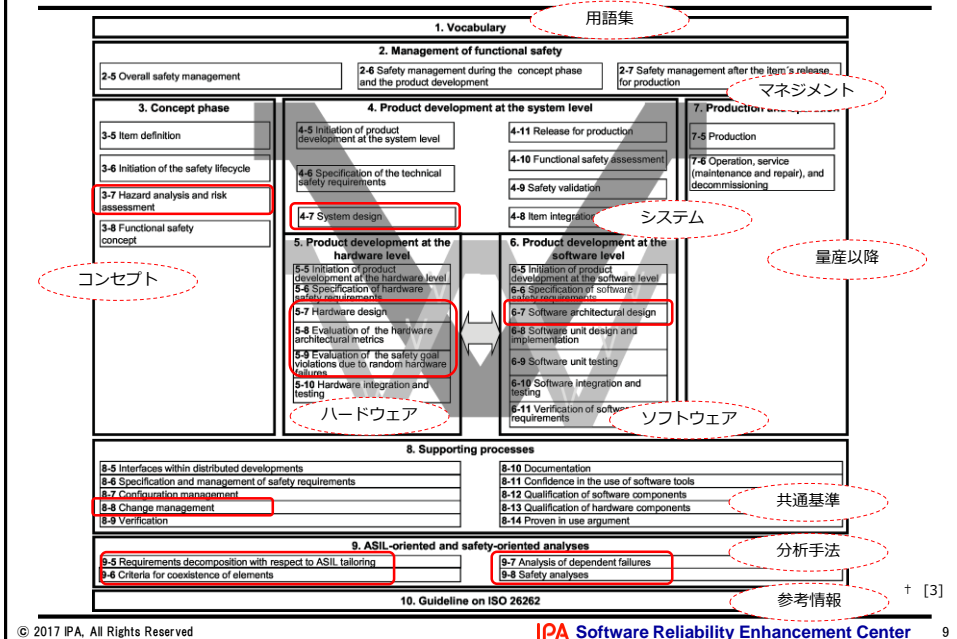 1. Vocabulary
用語集
2. Management of functional safety
2-5 Overall safety management
2-6 Safety management during the concept phase
and the product development
2-7 Safety management after the item´s release
for production
マネジメント
3. Concept phase
3-5 Item definition
3-6 Initiation of the safety lifecycle
3-7 Hazard analysis and risk
assessment
3-8 Functional safety
concept
コンセプト
4. Product development at the system level
4-5 Initiation of product
development at the system level
4-6 Specification of the technical
safety requirements
4-7 System design
4-11 Release for production
4-10 Functional safety assessment
4-9 Safety validation
4-8 Item integration
システム
7. Production
7-5 Production
7-6 Operation, service
(maintenance and repair), and
decommissioning
量産以降
5. Product development at the
hardware level
5-5 Initiation of product
development at the hardware level
5-6 Specification of hardware
safety requirements
5-7 Hardware design
5-8 Evaluation of the hardware
architectural metrics
5-9 Evaluation of the safety goal
violations due to random hardware
failures
5-10 Hardware integration and
testing
ハードウェア
6. Product development at the
software level
6-5 Initiation of product
development at the software level
6-6 Specification of software
safety requirements
6-7 Software architectural design
6-8 Software unit design and
implementation
6-9 Software unit testing
6-10 Software integration and
testing
6-11 Verification of software
requirements
ソフトウェア
8. Supporting processes
8-5 Interfaces within distributed developments
8-6 Specification and management of safety requirements
8-7 Configuration management
8-8 Change management
8-9 Verification
8-10 Documentation
8-11 Confidence in the use of software tools
8-12 Qualification of software components
8-13 Qualification of hardware components
8-14 Proven in use argument
共通基準
9. ASIL-oriented and safety-oriented analyses
9-5 Requirements decomposition with respect to ASIL tailoring
9-6 Criteria for coexistence of elements
9-7 Analysis of dependent failures
9-8 Safety analyses
分析手法
10. Guideline on ISO 26262
参考情報
† [3]
© 2017 IPA, All Rights Reserved
IPA Software Reliability Enhancement Center
9